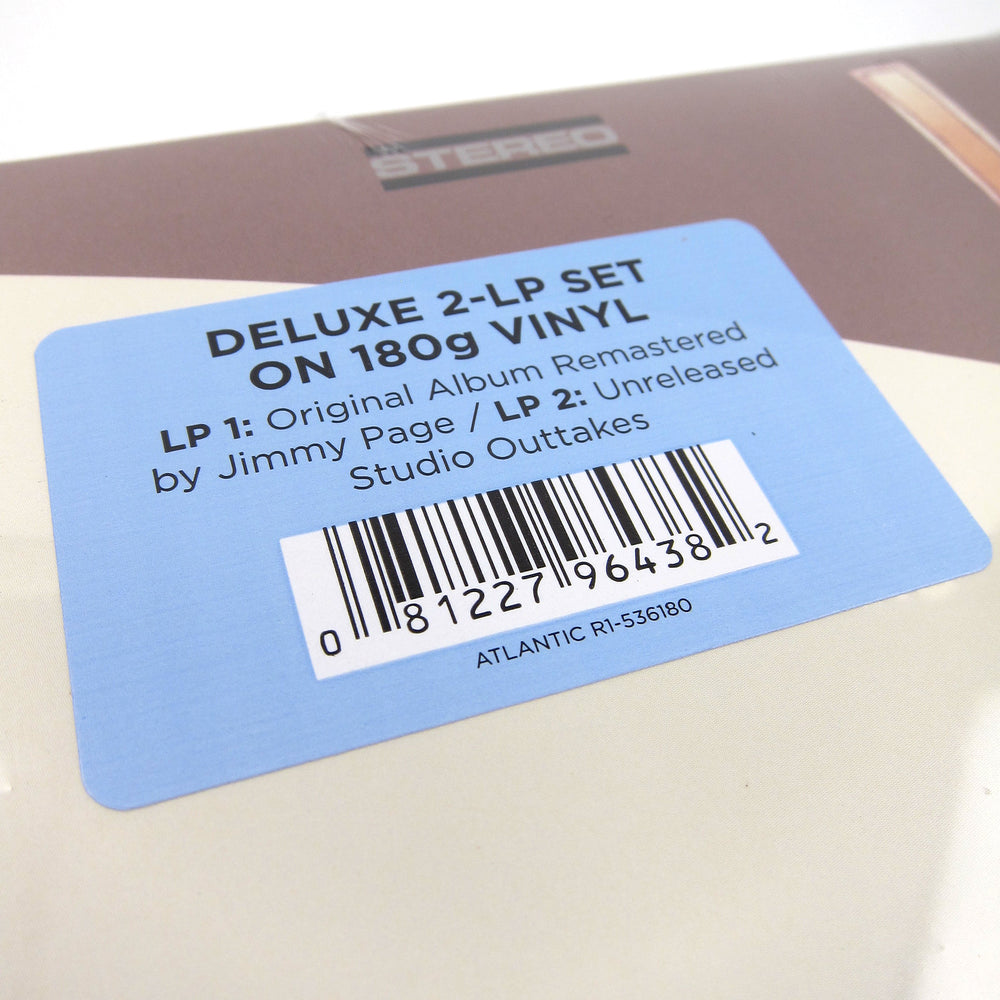 STEREO
DELUXE 2-LP SET
ON 180g VINYL
LP 1: Original Album Remastered
by Jimmy Page / LP 2: Unreleased
Studio Outtakes
0 81227 96438 2
ATLANTIC R1-536180